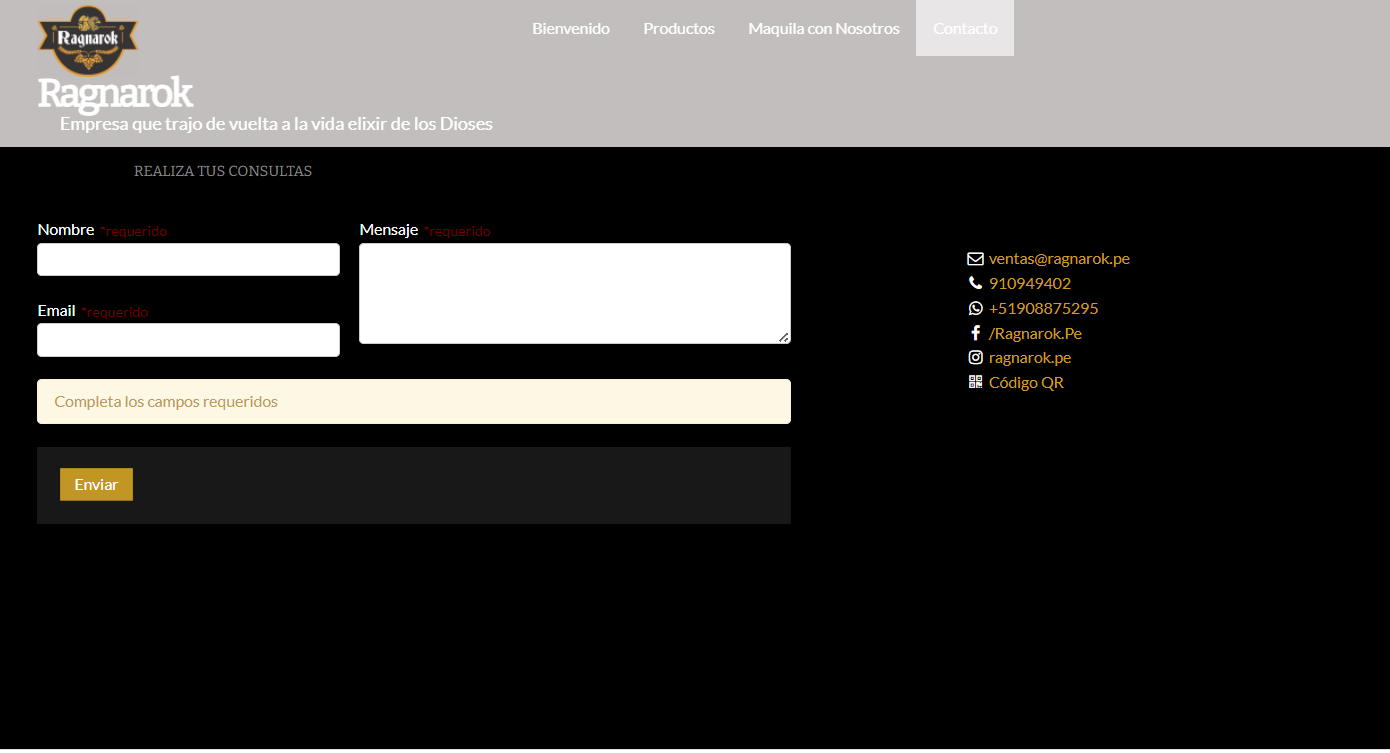 Ragnarok
Bienvenido
Productos
Maquila con Nosotros
Contacto
Ragnarok
Empresa que trajo de vuelta a la vida elixir de los Dioses
REALIZA TUS CONSULTAS
Nombre *requerido
Email *requerido
Mensaje *requerido
Completa los campos requeridos
Enviar
ventas@ragnarok.pe
910949402
+51908875295
/Ragnarok.Pe
ragnarok.pe
Código QR